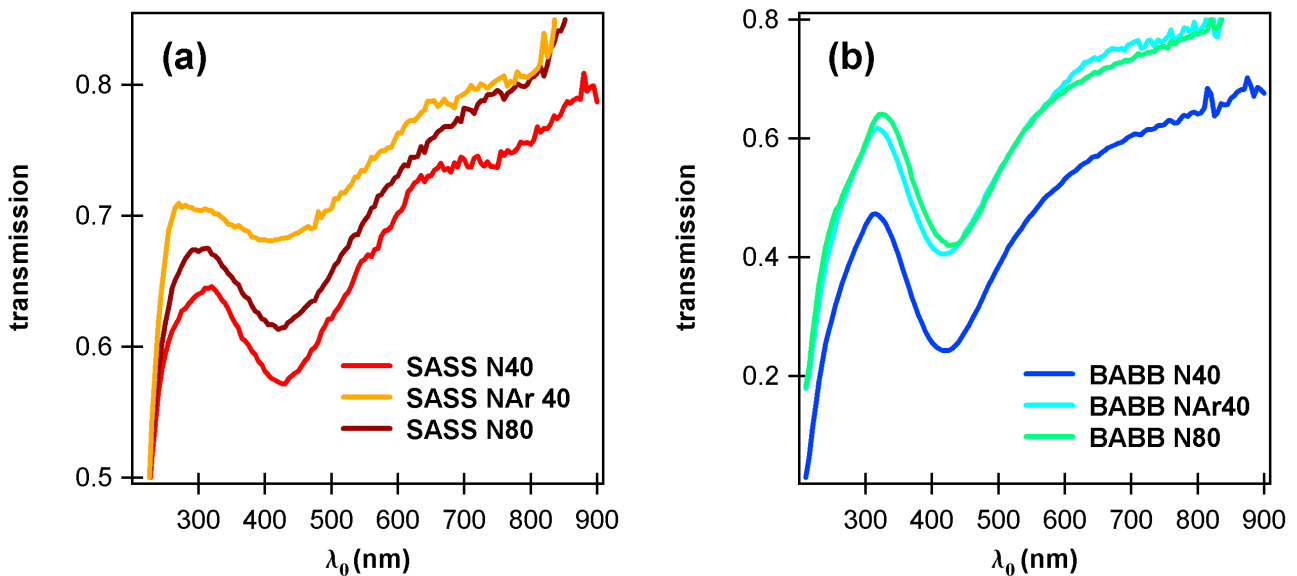 (a)
transmission
0.8
0.7
0.6
0.5
SASS N40
SASS NAr 40
SASS N80
300 400 500 600 700 800 900
λ0 (nm)
(b)
transmission
0.8
0.6
0.4
0.2
BABB N40
BABB NAr40
BABB N80
300 400 500 600 700 800 900
λ0 (nm)